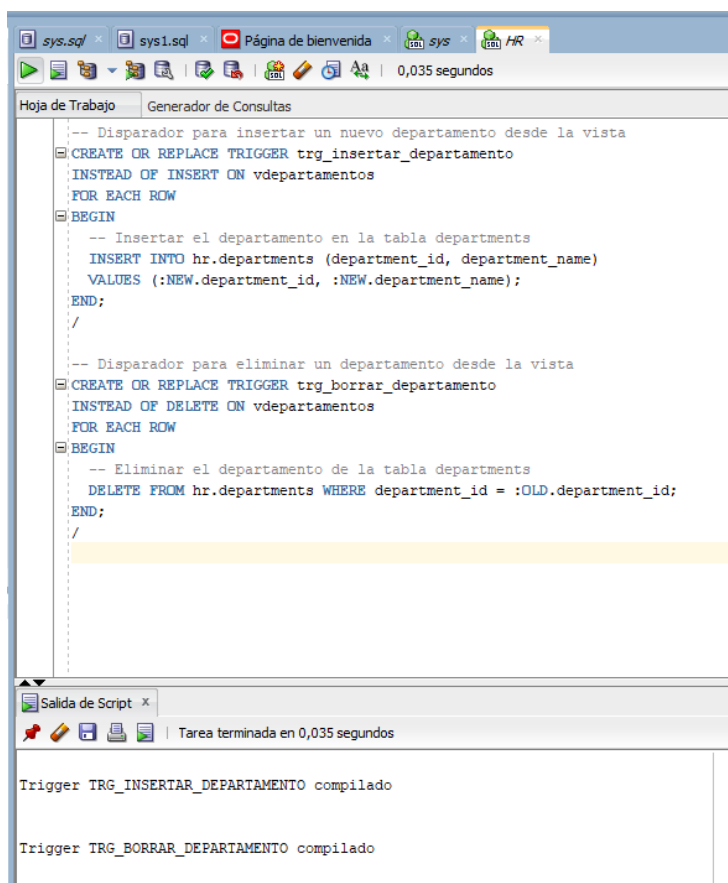 sys.sql sys1.sql Página de bienvenida sys HR
0,035 segundos
Hoja de Trabajo Generador de Consultas
-- Disparador para insertar un nuevo departamento desde la vista
CREATE OR REPLACE TRIGGER trg_insertar_departamento
INSTEAD OF INSERT ON vdepartamentos
FOR EACH ROW
BEGIN
-- Insertar el departamento en la tabla departments
INSERT INTO hr.departments (department_id, department_name)
VALUES (:NEW.department_id, :NEW.department_name);
END;
/
-- Disparador para eliminar un departamento desde la vista
CREATE OR REPLACE TRIGGER trg_borrar_departamento
INSTEAD OF DELETE ON vdepartamentos
FOR EACH ROW
BEGIN
-- Eliminar el departamento de la tabla departments
DELETE FROM hr.departments WHERE department_id = :OLD.department_id;
END;
/
Salida de Script x
Tarea terminada en 0,035 segundos
Trigger TRG_INSERTAR_DEPARTAMENTO compilado
Trigger TRG_BORRAR_DEPARTAMENTO compilado